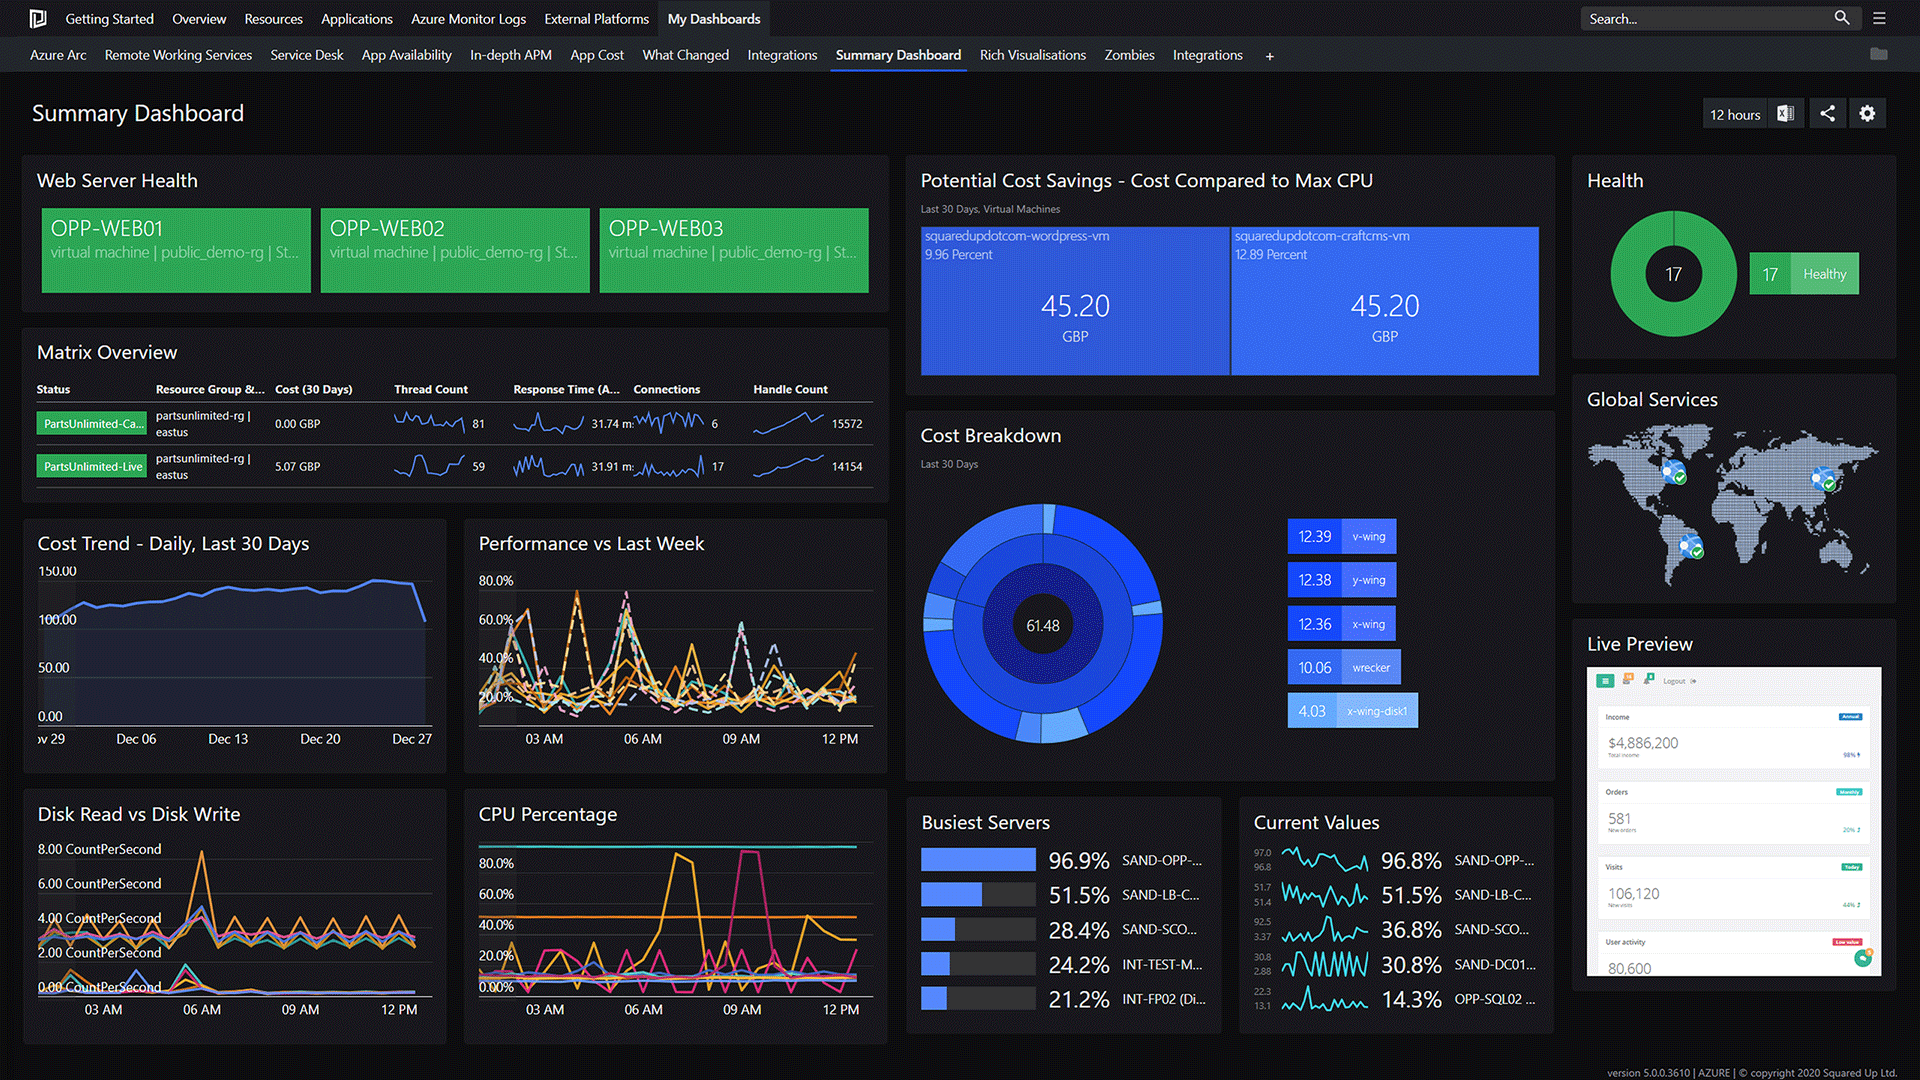 Getting Started Overview Resources Applications Azure Monitor Logs External Platforms My Dashboards Search...
Azure Arc Remote Working Services Service Desk App Availability In-depth APM App Cost What Changed Integrations Summary Dashboard Rich Visualisations Zombies Integrations +
Summary Dashboard
12 hours
Web Server Health
OPP-WEB01
virtual machine | public_demo-rg | St...
OPP-WEB02
virtual machine | public_demo-rg | St...
OPP-WEB03
virtual machine | public_demo-rg | St...
Matrix Overview
Status Resource Group &... Cost (30 Days) Thread Count Response Time (A... Connections Handle Count
PartsUnlimited-Ca... partsunlimited-rg | eastus 0.00 GBP 81 31.74 m: 6 15572
PartsUnlimited-Live partsunlimited-rg | eastus 5.07 GBP 59 31.91 m: 17 14154
Cost Trend - Daily, Last 30 Days
150.00
100.00
50.00
0.00
ov 29 Dec 06 Dec 13 Dec 20 Dec 27
Performance vs Last Week
80.0%
60.0%
40.0%
20.0%
03 AM 06 AM 09 AM 12 PM
Disk Read vs Disk Write
8.00 CountPerSecond
6.00 CountPerSecond
4.00 CountPerSecond
2.00 CountPerSecond
0.00 CountPerSecond
03 AM 06 AM 09 AM 12 PM
CPU Percentage
80.0%
60.0%
40.0%
20.0%
0.00%
03 AM 06 AM 09 AM 12 PM
Potential Cost Savings - Cost Compared to Max CPU
Last 30 Days, Virtual Machines
squaredupdotcom-wordpress-vm
9.96 Percent
45.20
GBP
squaredupdotcom-craftcms-vm
12.89 Percent
45.20
GBP
Cost Breakdown
Last 30 Days
61.48
12.39 v-wing
12.38 y-wing
12.36 x-wing
10.06 wrecker
4.03 x-wing-disk1
Busiest Servers
96.9% SAND-OPP-...
51.5% SAND-LB-C...
28.4% SAND-SCO...
24.2% INT-TEST-M...
21.2% INT-FP02 (Di...
Current Values
97.0
96.8
96.8% SAND-OPP-...
51.7
51.4
51.5% SAND-LB-C...
92.5
3.37
36.8% SAND-SCO...
30.8
2.88
30.8% SAND-DC01...
22.3
13.1
14.3% OPP-SQL02 ...
Health
17
17 Healthy
Global Services
Live Preview
Logout
Income Annual
$4,886,200
Total income 98%
Orders Monthly
581
New orders 20%
Visits Today
106,120
New visits 44%
User activity Low value
80,600
version 5.0.0.3610 | AZURE | © copyright 2020 Squared Up Ltd.